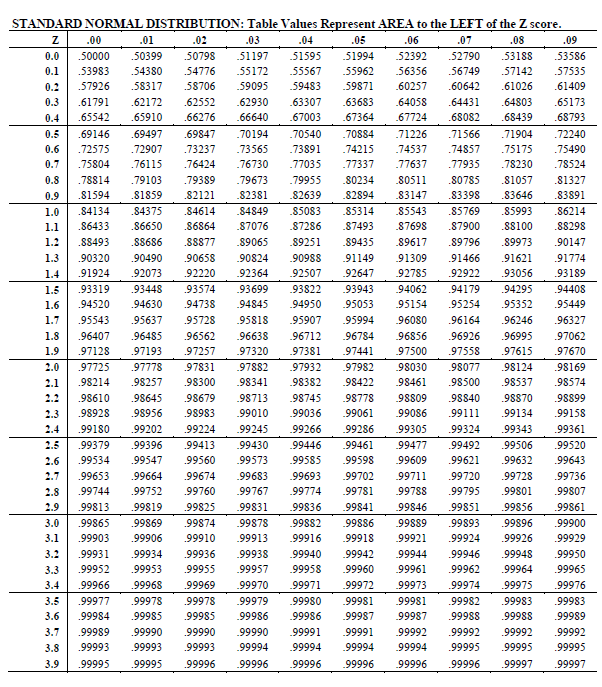 STANDARD NORMAL DISTRIBUTION: Table Values Represent AREA to the LEFT of the Z score.
Z .00 .01 .02 .03 .04 .05 .06 .07 .08 .09
0.0 .50000 .50399 .50798 .51197 .51595 .51994 .52392 .52790 .53188 .53586
0.1 .53983 .54380 .54776 .55172 .55567 .55962 .56356 .56749 .57142 .57535
0.2 .57926 .58317 .58706 .59095 .59483 .59871 .60257 .60642 .61026 .61409
0.3 .61791 .62172 .62552 .62930 .63307 .63683 .64058 .64431 .64803 .65173
0.4 .65542 .65910 .66276 .66640 .67003 .67364 .67724 .68082 .68439 .68793
0.5 .69146 .69497 .69847 .70194 .70540 .70884 .71226 .71566 .71904 .72240
0.6 .72575 .72907 .73237 .73565 .73891 .74215 .74537 .74857 .75175 .75490
0.7 .75804 .76115 .76424 .76730 .77035 .77337 .77637 .77935 .78230 .78524
0.8 .78814 .79103 .79389 .79673 .79955 .80234 .80511 .80785 .81057 .81327
0.9 .81594 .81859 .82121 .82381 .82639 .82894 .83147 .83398 .83646 .83891
1.0 .84134 .84375 .84614 .84849 .85083 .85314 .85543 .85769 .85993 .86214
1.1 .86433 .86650 .86864 .87076 .87286 .87493 .87698 .87900 .88100 .88298
1.2 .88493 .88686 .88877 .89065 .89251 .89435 .89617 .89796 .89973 .90147
1.3 .90320 .90490 .90658 .90824 .90988 .91149 .91309 .91466 .91621 .91774
1.4 .91924 .92073 .92220 .92364 .92507 .92647 .92785 .92922 .93056 .93189
1.5 .93319 .93448 .93574 .93699 .93822 .93943 .94062 .94179 .94295 .94408
1.6 .94520 .94630 .94738 .94845 .94950 .95053 .95154 .95254 .95352 .95449
1.7 .95543 .95637 .95728 .95818 .95907 .95994 .96080 .96164 .96246 .96327
1.8 .96407 .96485 .96562 .96638 .96712 .96784 .96856 .96926 .96995 .97062
1.9 .97128 .97193 .97257 .97320 .97381 .97441 .97500 .97558 .97615 .97670
2.0 .97725 .97778 .97831 .97882 .97932 .97982 .98030 .98077 .98124 .98169
2.1 .98214 .98257 .98300 .98341 .98382 .98422 .98461 .98500 .98537 .98574
2.2 .98610 .98645 .98679 .98713 .98745 .98778 .98809 .98840 .98870 .98899
2.3 .98928 .98956 .98983 .99010 .99036 .99061 .99086 .99111 .99134 .99158
2.4 .99180 .99202 .99224 .99245 .99266 .99286 .99305 .99324 .99343 .99361
2.5 .99379 .99396 .99413 .99430 .99446 .99461 .99477 .99492 .99506 .99520
2.6 .99534 .99547 .99560 .99573 .99585 .99598 .99609 .99621 .99632 .99643
2.7 .99653 .99664 .99674 .99683 .99693 .99702 .99711 .99720 .99728 .99736
2.8 .99744 .99752 .99760 .99767 .99774 .99781 .99788 .99795 .99801 .99807
2.9 .99813 .99819 .99825 .99831 .99836 .99841 .99846 .99851 .99856 .99861
3.0 .99865 .99869 .99874 .99878 .99882 .99886 .99889 .99893 .99896 .99900
3.1 .99903 .99906 .99910 .99913 .99916 .99918 .99921 .99924 .99926 .99929
3.2 .99931 .99934 .99936 .99938 .99940 .99942 .99944 .99946 .99948 .99950
3.3 .99952 .99953 .99955 .99957 .99958 .99960 .99961 .99962 .99964 .99965
3.4 .99966 .99968 .99969 .99970 .99971 .99972 .99973 .99974 .99975 .99976
3.5 .99977 .99978 .99978 .99979 .99980 .99981 .99981 .99982 .99983 .99983
3.6 .99984 .99985 .99985 .99986 .99986 .99987 .99987 .99988 .99988 .99989
3.7 .99989 .99990 .99990 .99990 .99991 .99991 .99992 .99992 .99992 .99992
3.8 .99993 .99993 .99993 .99994 .99994 .99994 .99994 .99995 .99995 .99995
3.9 .99995 .99995 .99996 .99996 .99996 .99996 .99996 .99996 .99997 .99997